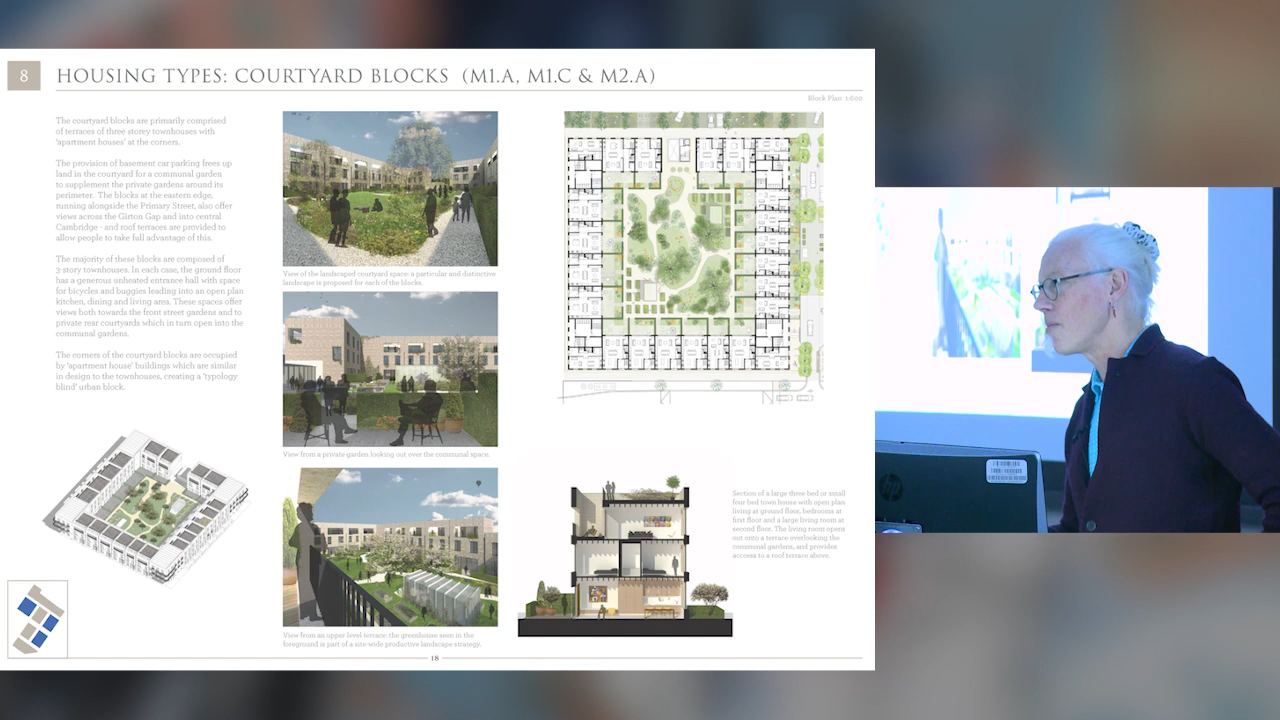 8
HOUSING TYPES: COURTYARD BLOCKS (M1.A, M1.C & M2.A)
Block Plan 1:600
The courtyard blocks are primarily comprised
of terraces of three storey townhouses with
'apartment houses' at the corners.
The provision of basement car parking frees up
land in the courtyard for a communal garden
to supplement the private gardens around its
perimeter. The blocks at the eastern edge,
running alongside the Primary Street, also offer
views across the Girton Gap and into central
Cambridge - and roof terraces are provided to
allow people to take full advantage of this.
The majority of these blocks are composed of
3 story townhouses. In each case, the ground floor
has a generous unheated entrance hall with space
for bicycles and buggies leading into an open plan
kitchen, dining and living area. These spaces offer
views both towards the front street gardens and to
private rear courtyards which in turn open into the
communal gardens.
The corners of the courtyard blocks are occupied
by 'apartment house' buildings which are similar
in design to the townhouses, creating a 'typology
blind' urban block.
View of the landscaped courtyard space: a particular and distinctive
landscape is proposed for each of the blocks.
View from a private garden looking out over the communal space.
View from an upper level terrace: the greenhouse seen in the
foreground is part of a site-wide productive landscape strategy.
Section of a large three bed or small
four bed town house with open plan
living at ground floor, bedrooms at
first floor and a large living room at
second floor. The living room opens
out onto a terrace overlooking the
communal gardens, and provides
access to a roof terrace above.
18
hp